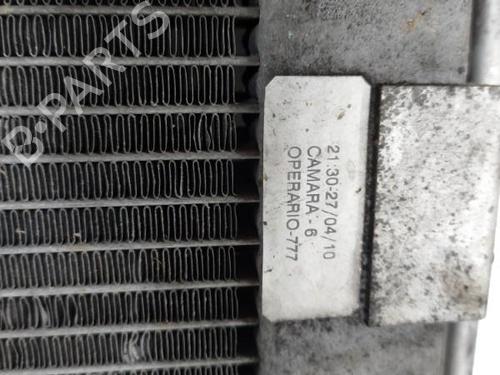 21:30-27/04/10
CAMARA - 6
OPERARIO-777
B-PARTS